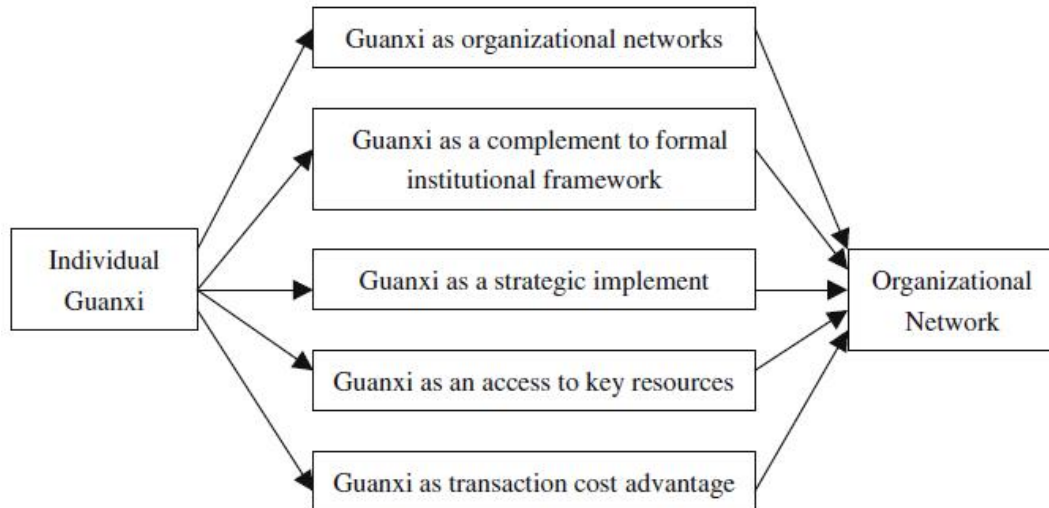 Guanxi as organizational networks
Guanxi as a complement to formal
institutional framework
Individual
Guanxi
Guanxi as a strategic implement
Organizational
Network
Guanxi as an access to key resources
Guanxi as transaction cost advantage